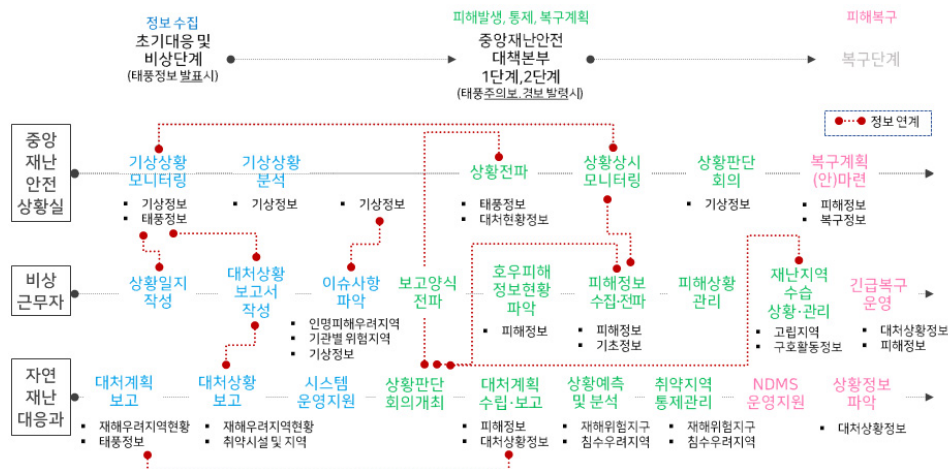 정보 수집
초기대응 및
비상단계
(태풍정보 발표시)
피해발생, 통제, 복구계획
중앙재난안전
대책본부
1단계,2단계
(태풍주의보,경보 발령시)
피해복구
복구단계
정보 연계
중앙
재난
안전
상황실
기상상황
모니터링
▪ 기상정보
▪ 태풍정보
기상상황
분석
▪ 기상정보
▪ 기상정보
상황전파
▪ 태풍정보
▪ 대처현황정보
상황상시
모니터링
상황판단
회의
▪ 기상정보
복구계획
(안)마련
▪ 피해정보
▪ 복구정보
비상
근무자
상황일지
작성
대처상황
보고서
작성
이슈사항
파악
▪ 인명피해우려지역
▪ 기관별 위험지역
▪ 기상정보
보고양식
전파
호우피해
정보현황
파악
▪ 피해정보
피해정보
수집·전파
▪ 피해정보
▪ 기초정보
피해상황
관리
재난지역
수습
상황·관리
▪ 고립지역
▪ 구호활동정보
긴급복구
운영
▪ 대처상황정보
▪ 피해정보
자연
재난
대응과
대처계획
보고
▪ 재해우려지역현황
▪ 태풍정보
대처상황
보고
▪ 재해우려지역현황
▪ 취약시설 및 지역
시스템
운영지원
상황판단
회의개최
대처계획
수립·보고
▪ 피해정보
▪ 대처상황정보
상황예측
및 분석
▪ 재해위험지구
▪ 침수우려지역
취약지역
통제관리
▪ 재해위험지구
▪ 침수우려지역
NDMS
운영지원
상황정보
파악
▪ 대처상황정보